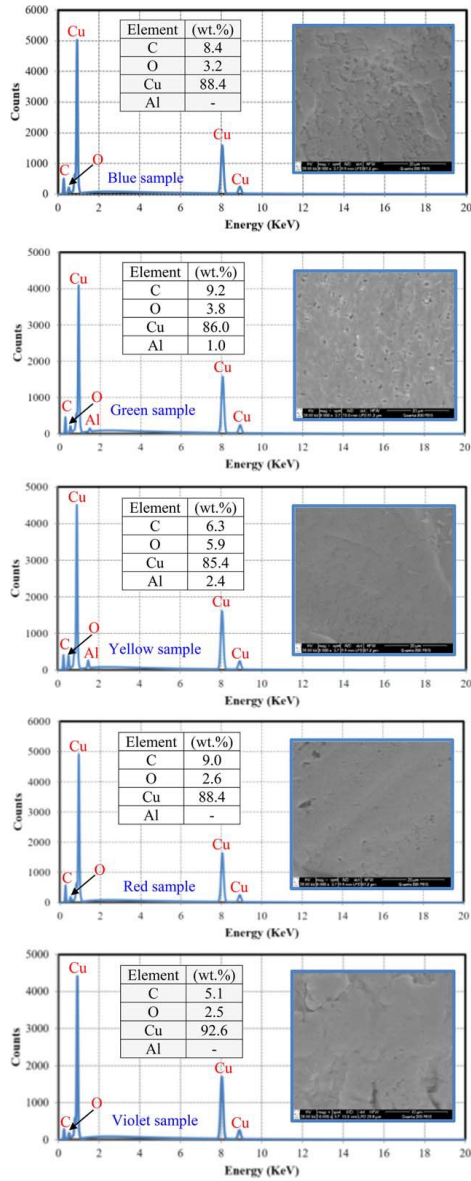 6000
5000
4000
3000
2000
1000
0
Counts
Cu
C
O
Blue sample
Element (wt.%)
C 8.4
O 3.2
Cu 88.4
Al -
Cu
Cu
0 2 4 6 8 10 12 14 16 18 20
Energy (KeV)
5000
4000
3000
2000
1000
0
Counts
Cu
C
O
Al
Green sample
Element (wt.%)
C 9.2
O 3.8
Cu 86.0
Al 1.0
Cu
Cu
0 2 4 6 8 10 12 14 16 18 20
Energy (KeV)
5000
4000
3000
2000
1000
0
Counts
Cu
C
O
Al
Yellow sample
Element (wt.%)
C 6.3
O 5.9
Cu 85.4
Al 2.4
Cu
Cu
0 2 4 6 8 10 12 14 16 18 20
Energy (KeV)
6000
5000
4000
3000
2000
1000
0
Counts
Cu
C
O
Red sample
Element (wt.%)
C 9.0
O 2.6
Cu 88.4
Al -
Cu
Cu
0 2 4 6 8 10 12 14 16 18 20
Energy (KeV)
5000
4000
3000
2000
1000
0
Counts
Cu
C
O
Violet sample
Element (wt.%)
C 5.1
O 2.5
Cu 92.6
Al -
Cu
Cu
0 2 4 6 8 10 12 14 16 18 20
Energy (KeV)